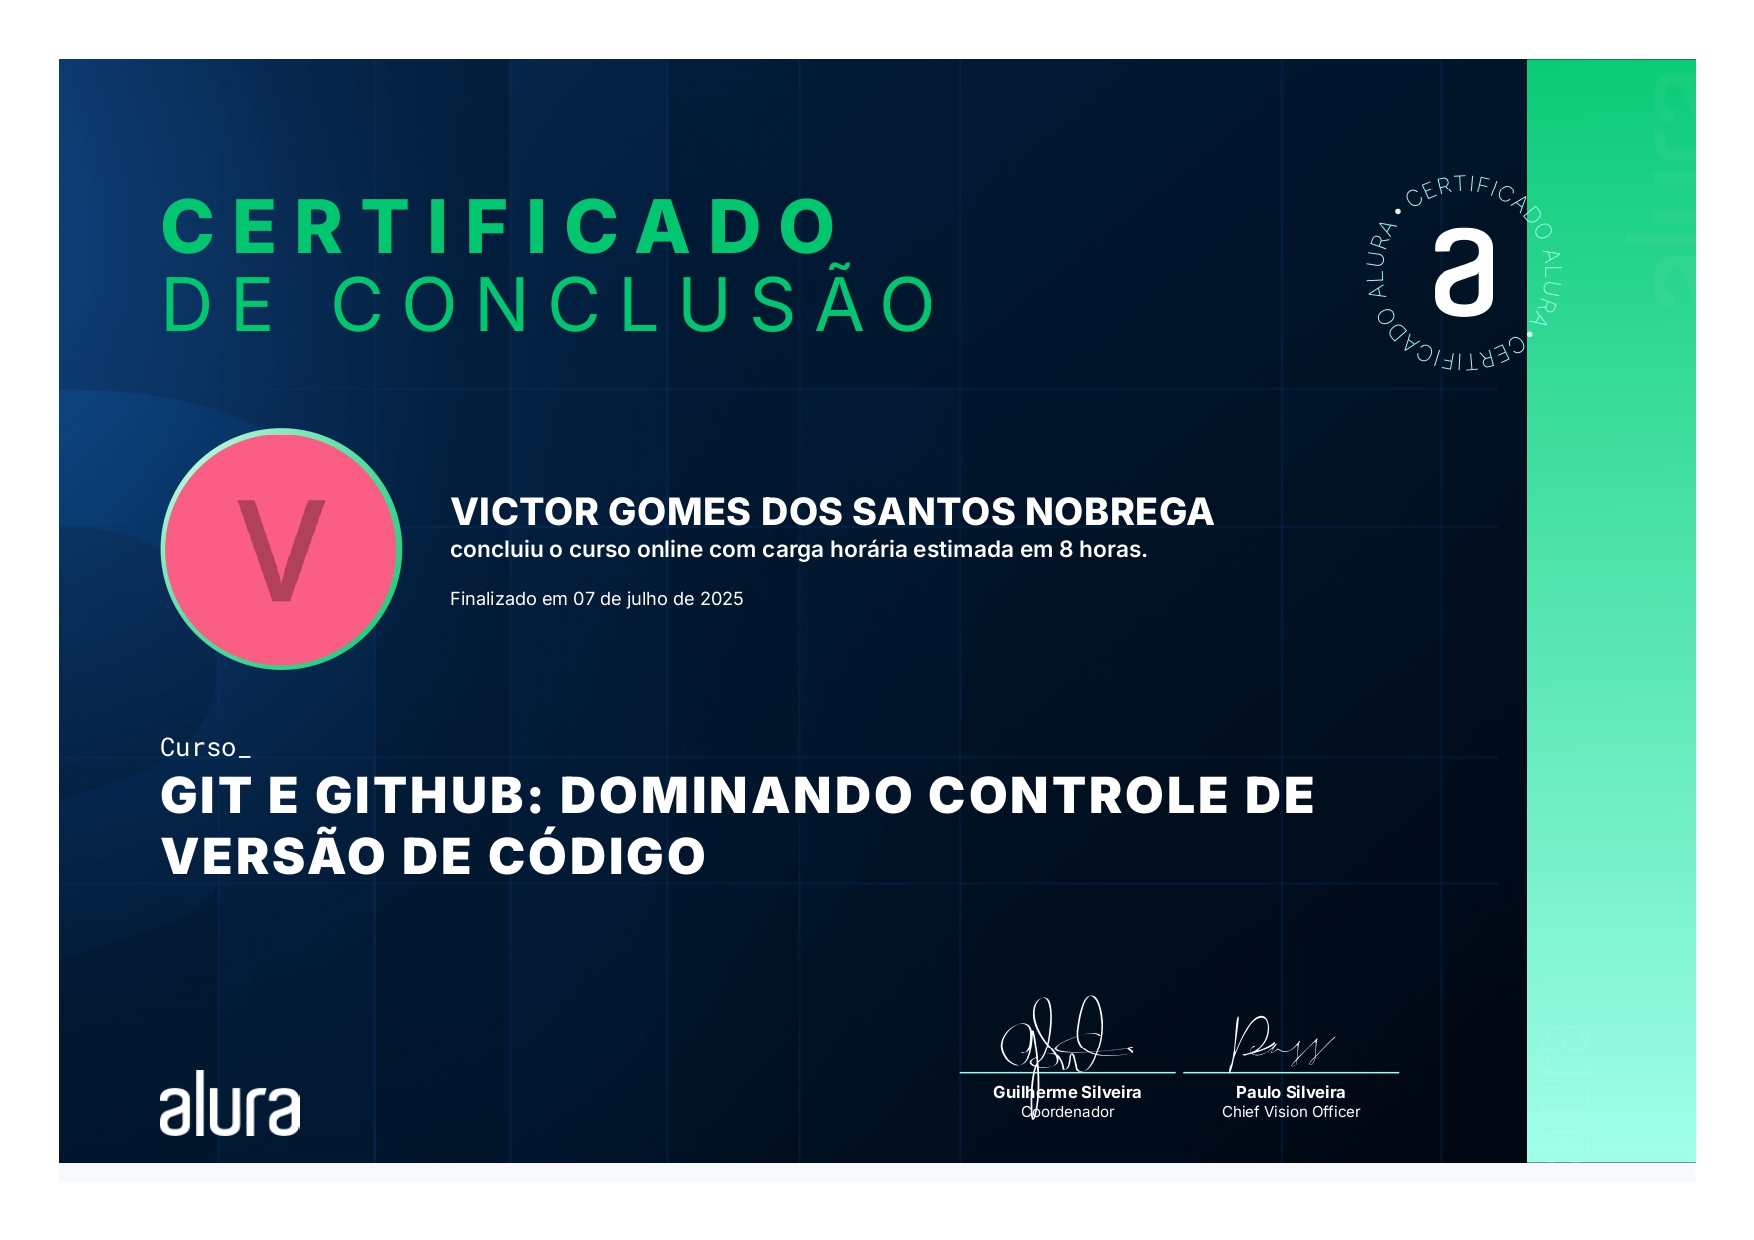 CERTIFICADO
DE CONCLUSÃO
CERTIFICADO ALURA • CERTIFICADO ALURA •
a
V
VICTOR GOMES DOS SANTOS NOBREGA
concluiu o curso online com carga horária estimada em 8 horas.
Finalizado em 07 de julho de 2025
Curso_
GIT E GITHUB: DOMINANDO CONTROLE DE
VERSÃO DE CÓDIGO
Guilherme Silveira
Coordenador
Paulo Silveira
Chief Vision Officer
alura
alura
alura